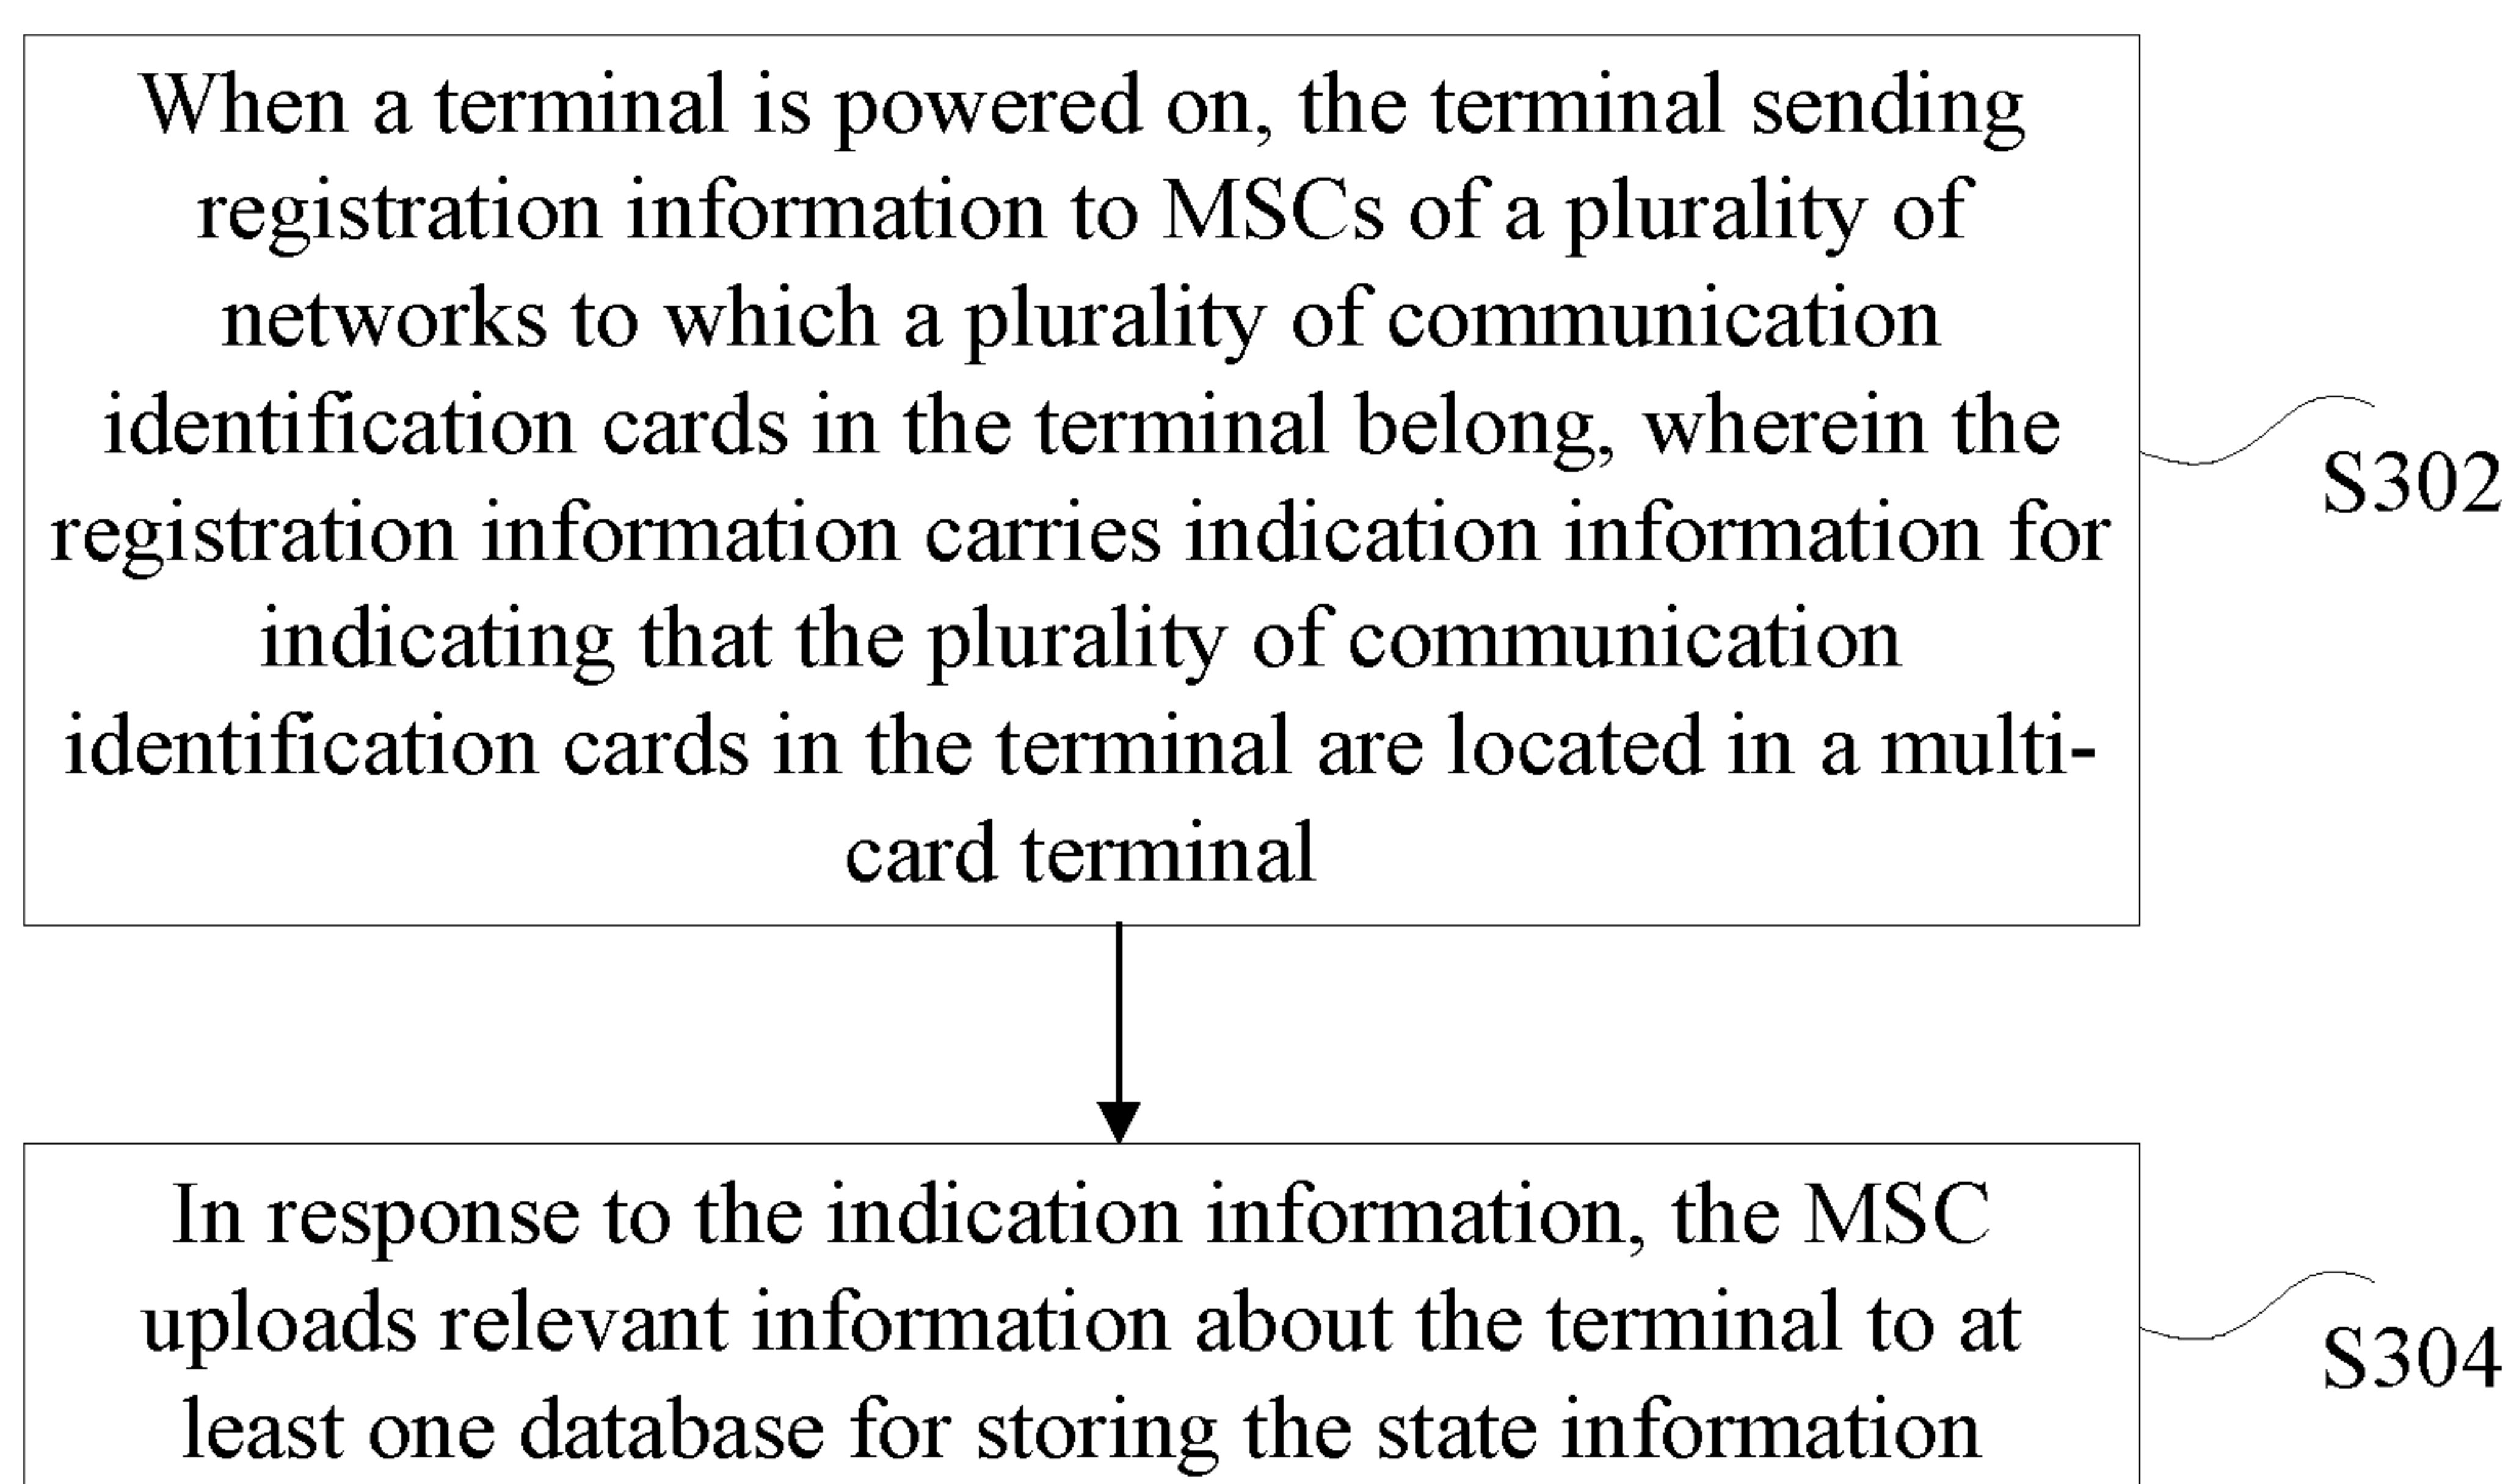 When a terminal is powered on, the terminal sending
registration information to MSCs of a plurality of
networks to which a plurality of communication
identification cards in the terminal belong, wherein the
registration information carries indication information for
indicating that the plurality of communication
identification cards in the terminal are located in a multi-
card terminal
S302
In response to the indication information, the MSC
uploads relevant information about the terminal to at
least one database for storing the state information
S304